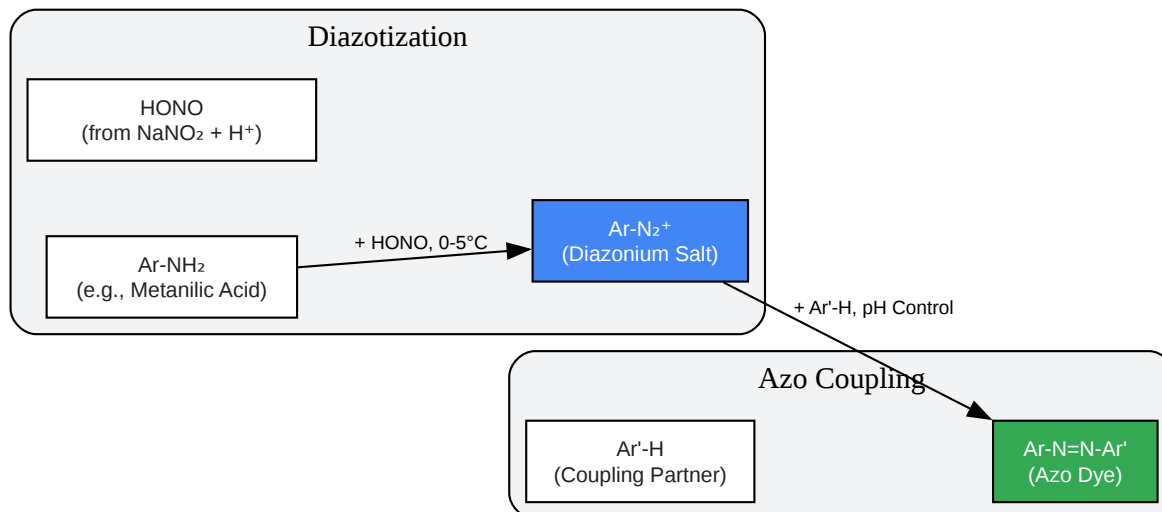 Diazotization
HONO
(from NaNO₂ + H⁺)
Ar-NH₂
(e.g., Metanilic Acid)
+ HONO, 0-5°C
Ar-N₂⁺
(Diazonium Salt)
+ Ar'-H, pH Control
Azo Coupling
Ar'-H
(Coupling Partner)
Ar-N=N-Ar'
(Azo Dye)